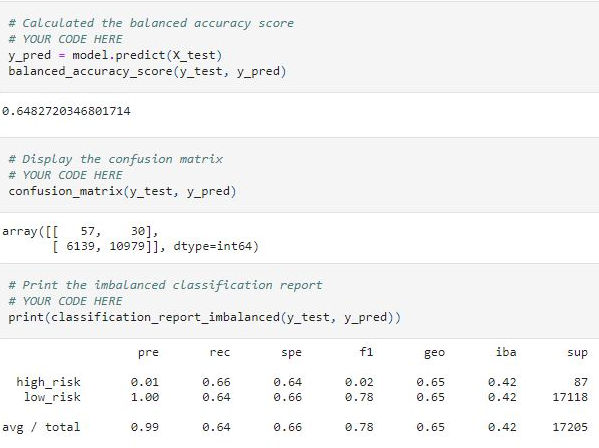 # Calculated the balanced accuracy score
# YOUR CODE HERE
y_pred = model.predict(X_test)
balanced_accuracy_score(y_test, y_pred)
0.6482720346801714
# Display the confusion matrix
# YOUR CODE HERE
confusion_matrix(y_test, y_pred)
array([[   57,    30],
       [ 6139, 10979]], dtype=int64)
# Print the imbalanced classification report
# YOUR CODE HERE
print(classification_report_imbalanced(y_test, y_pred))
pre rec spe f1 geo iba sup
high_risk 0.01 0.66 0.64 0.02 0.65 0.42 87
low_risk 1.00 0.64 0.66 0.78 0.65 0.42 17118
avg / total 0.99 0.64 0.66 0.78 0.65 0.42 17205